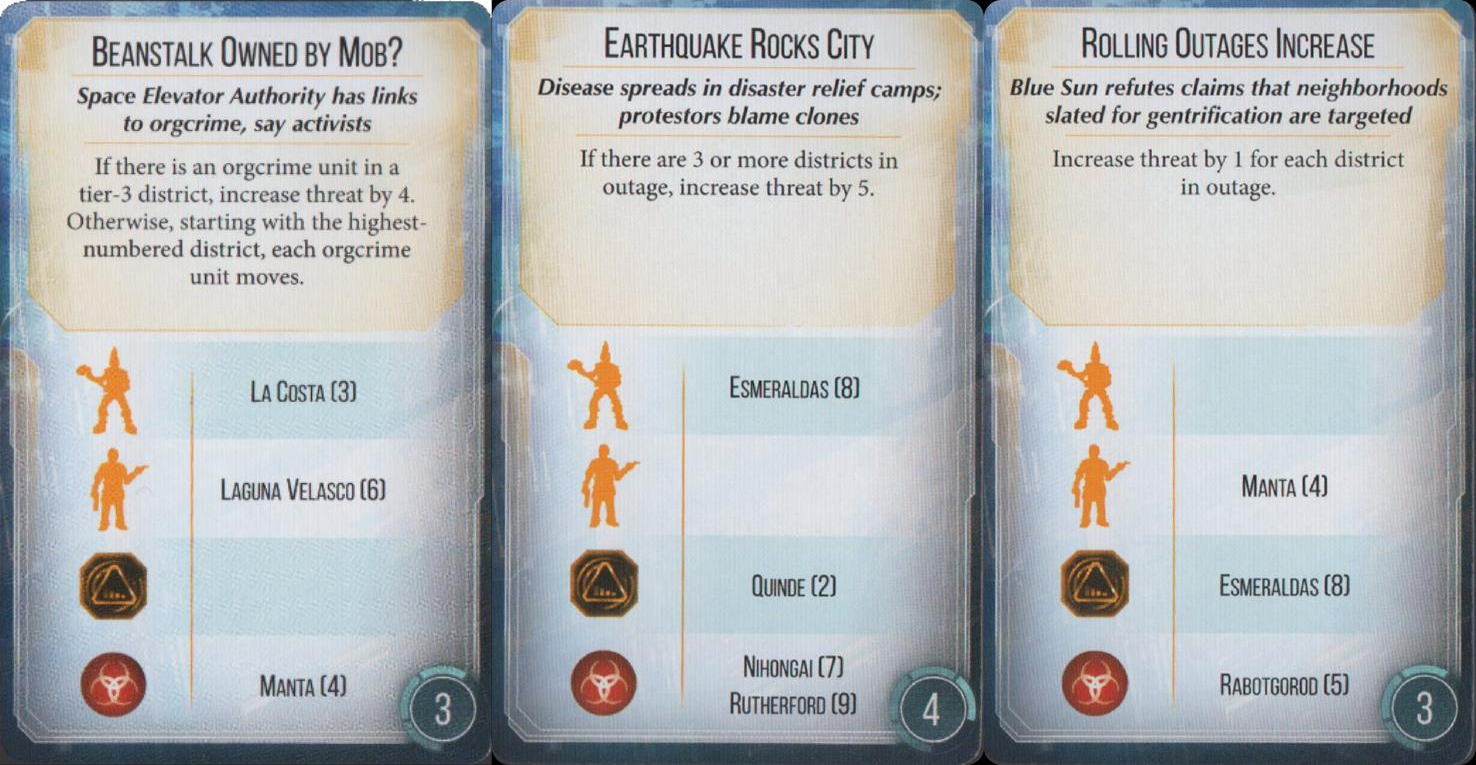 Beanstalk Owned by Mob?
Space Elevator Authority has links
to orgcrime, say activists
If there is an orgcrime unit in a
tier-3 district, increase threat by 4.
Otherwise, starting with the highest-
numbered district, each orgcrime
unit moves.
La Costa (3)
Laguna Velasco (6)
Manta (4)
3
Earthquake Rocks City
Disease spreads in disaster relief camps;
protestors blame clones
If there are 3 or more districts in
outage, increase threat by 5.
Esmeraldas (8)
Quinde (2)
Nihongai (7)
Rutherford (9)
4
Rolling Outages Increase
Blue Sun refutes claims that neighborhoods
slated for gentrification are targeted
Increase threat by 1 for each district
in outage.
Manta (4)
Esmeraldas (8)
Rabotgorod (5)
3